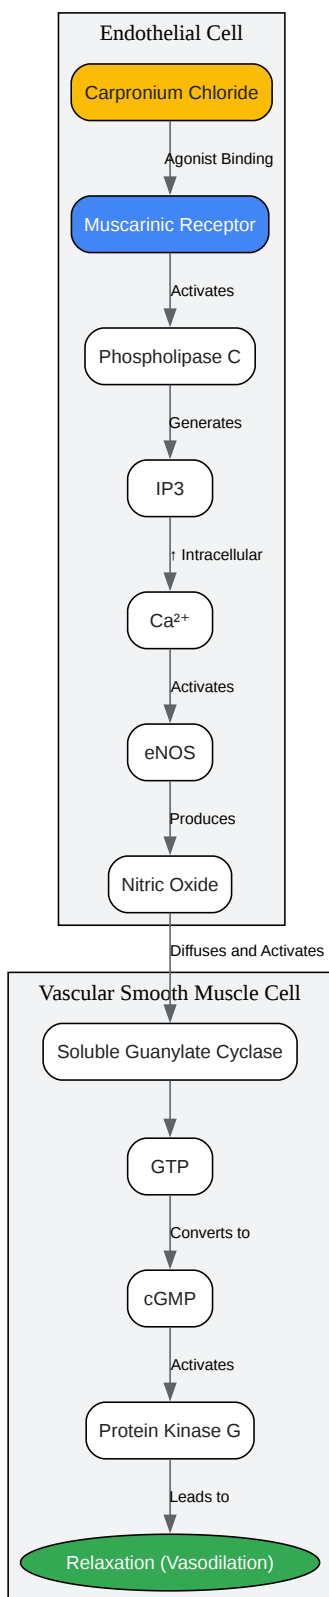 Endothelial Cell
Carpronium Chloride
Agonist Binding
Muscarinic Receptor
Activates
Phospholipase C
Generates
IP3
↑ Intracellular
Ca²⁺
Activates
eNOS
Produces
Nitric Oxide
Diffuses and Activates
Vascular Smooth Muscle Cell
Soluble Guanylate Cyclase
GTP
Converts to
cGMP
Activates
Protein Kinase G
Leads to
Relaxation (Vasodilation)